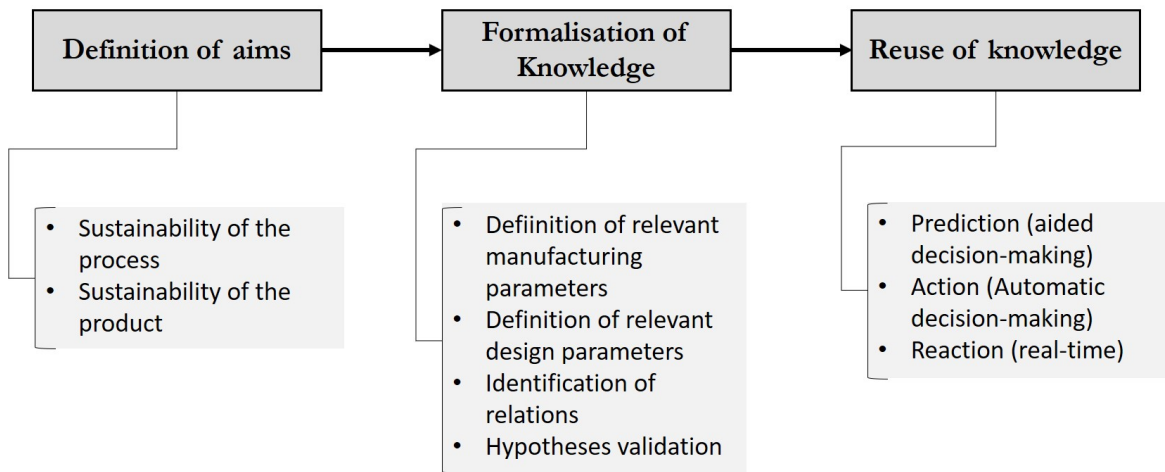 Definition of aims
Formalisation of
Knowledge
Reuse of knowledge
• Sustainability of the
process
• Sustainability of the
product
• Defiinition of relevant
manufacturing
parameters
• Definition of relevant
design parameters
• Identification of
relations
• Hypotheses validation
• Prediction (aided
decision-making)
• Action (Automatic
decision-making)
• Reaction (real-time)